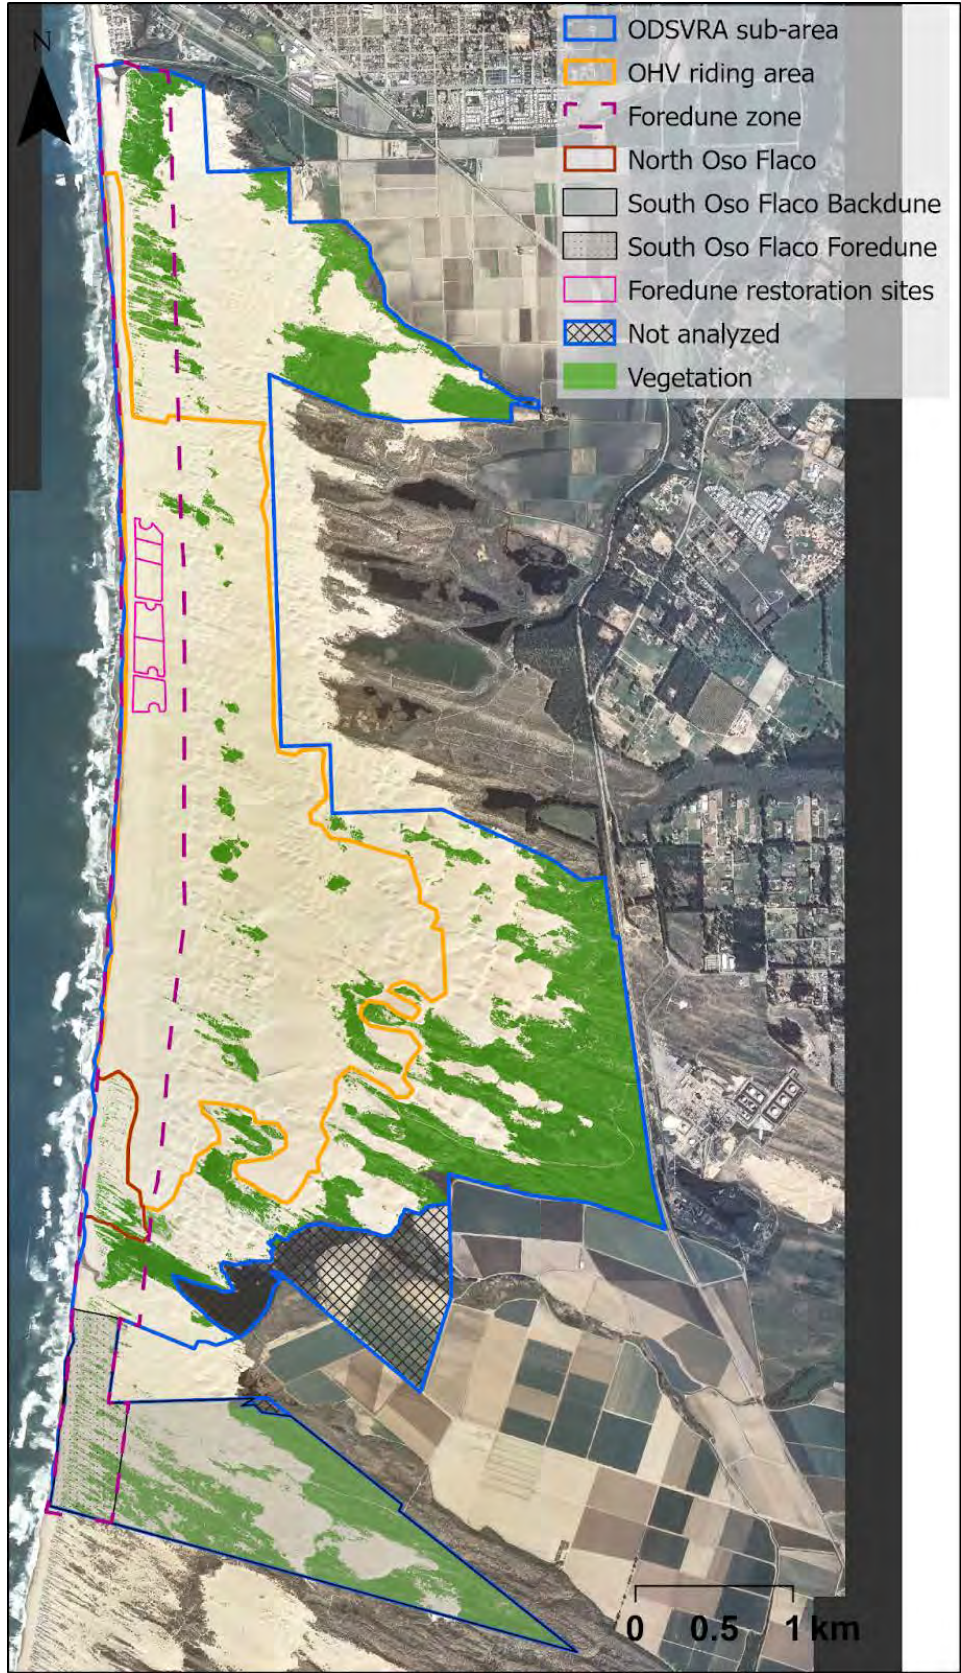 N
ODSVRA sub-area
OHV riding area
Foredune zone
North Oso Flaco
South Oso Flaco Backdune
South Oso Flaco Foredune
Foredune restoration sites
Not analyzed
Vegetation
0 0.5 1 km